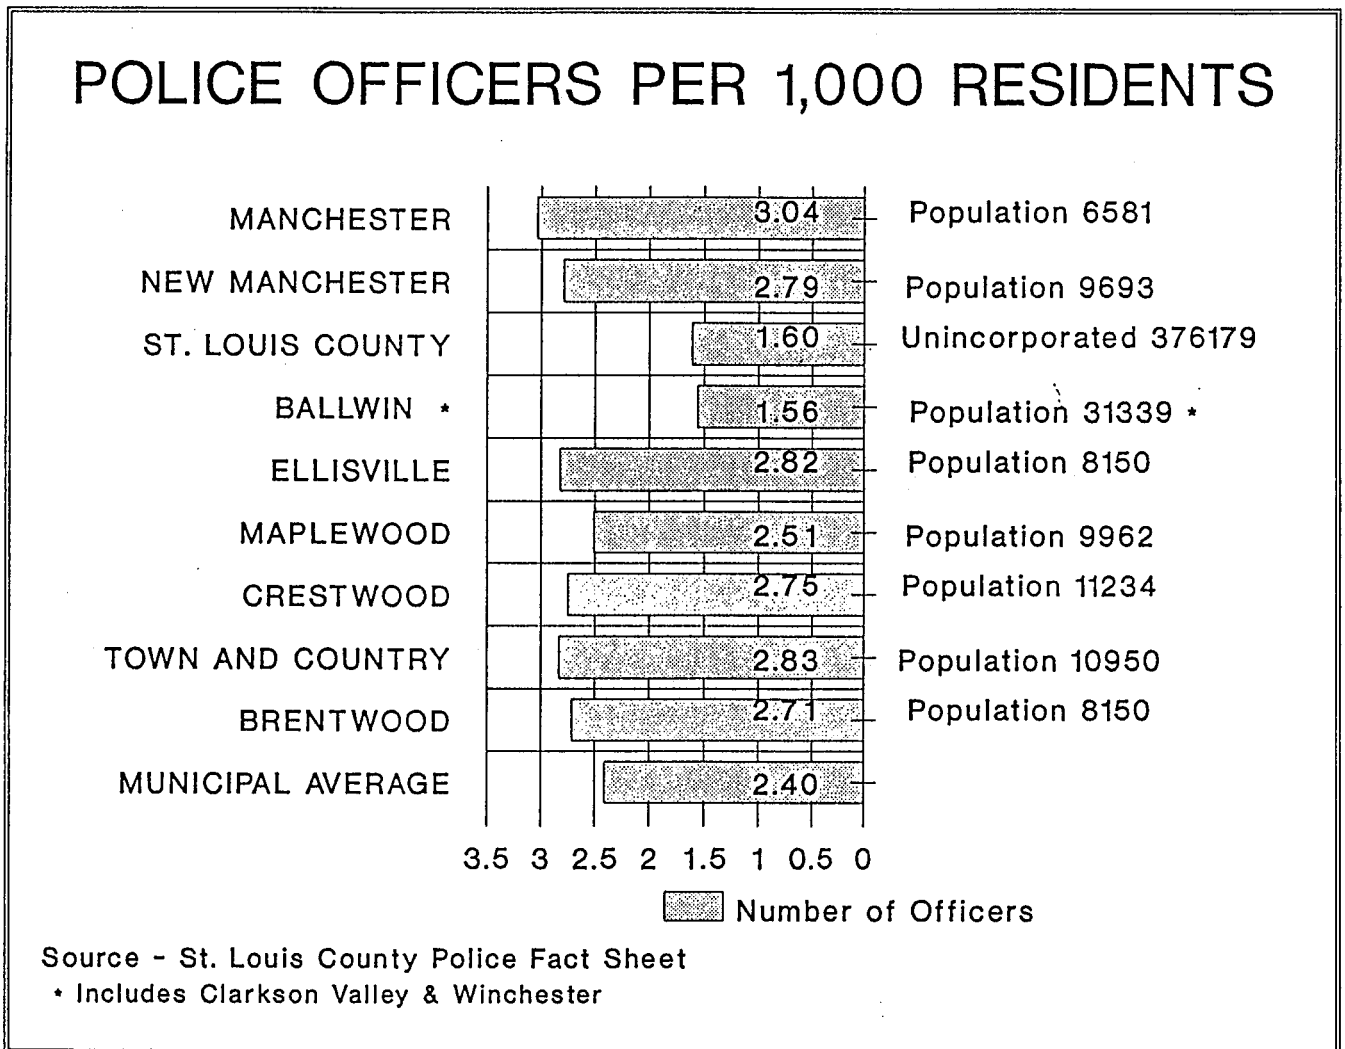 POLICE OFFICERS PER 1,000 RESIDENTS
MANCHESTER 3.04 Population 6581
NEW MANCHESTER 2.79 Population 9693
ST. LOUIS COUNTY 1.60 Unincorporated 376179
BALLWIN * 1.56 Population 31339 *
ELLISVILLE 2.82 Population 8150
MAPLEWOOD 2.51 Population 9962
CRESTWOOD 2.75 Population 11234
TOWN AND COUNTRY 2.83 Population 10950
BRENTWOOD 2.71 Population 8150
MUNICIPAL AVERAGE 2.40
3.5 3 2.5 2 1.5 1 0.5 0
Number of Officers
Source - St. Louis County Police Fact Sheet
* Includes Clarkson Valley & Winchester